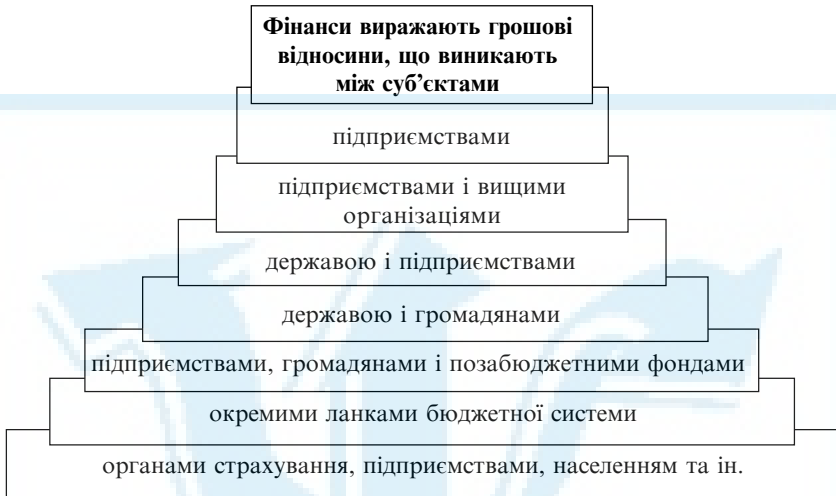 Фінанси виражають грошові
відносини, що виникають
між суб’єктами
підприємствами
підприємствами і вищими
організаціями
державою і підприємствами
державою і громадянами
підприємствами, громадянами і позабюджетними фондами
окремими ланками бюджетної системи
органами страхування, підприємствами, населенням та ін.